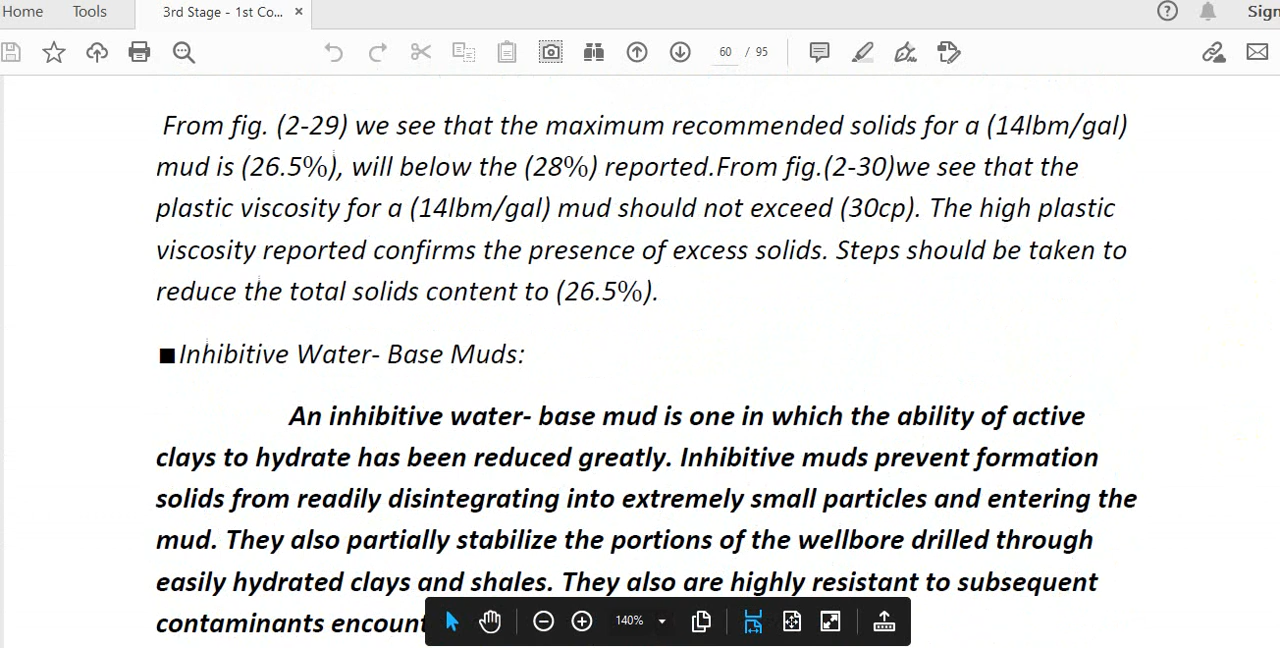 Home Tools 3rd Stage - 1st Co... × ? Sign
60 / 95
From fig. (2-29) we see that the maximum recommended solids for a (14lbm/gal)
mud is (26.5%), will below the (28%) reported.From fig.(2-30)we see that the
plastic viscosity for a (14lbm/gal) mud should not exceed (30cp). The high plastic
viscosity reported confirms the presence of excess solids. Steps should be taken to
reduce the total solids content to (26.5%).
■Inhibitive Water- Base Muds:
An inhibitive water- base mud is one in which the ability of active
clays to hydrate has been reduced greatly. Inhibitive muds prevent formation
solids from readily disintegrating into extremely small particles and entering the
mud. They also partially stabilize the portions of the wellbore drilled through
easily hydrated clays and shales. They also are highly resistant to subsequent
contaminants encount
140%